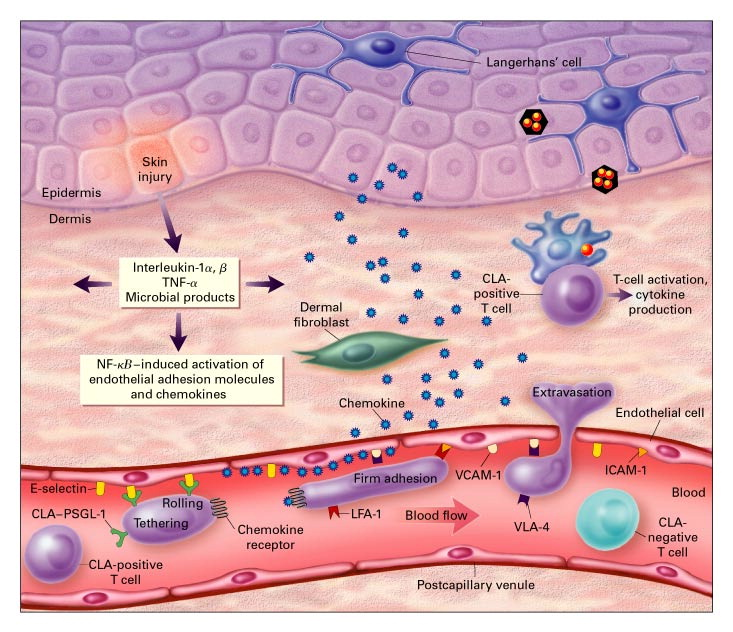 Langerhans' cell
Skin
injury
Epidermis
Dermis
Interleukin-1α, β
TNF-α
Microbial products
CLA-
positive
T cell
T-cell activation,
cytokine
production
Dermal
fibroblast
NF-κB–induced activation of
endothelial adhesion molecules
and chemokines
Chemokine
Extravasation
Endothelial cell
E-selectin
Rolling
Firm adhesion
VCAM-1
ICAM-1
Blood
CLA–PSGL-1
Tethering
LFA-1
Blood flow
VLA-4
Chemokine
receptor
CLA-
negative
T cell
CLA-positive
T cell
Postcapillary venule